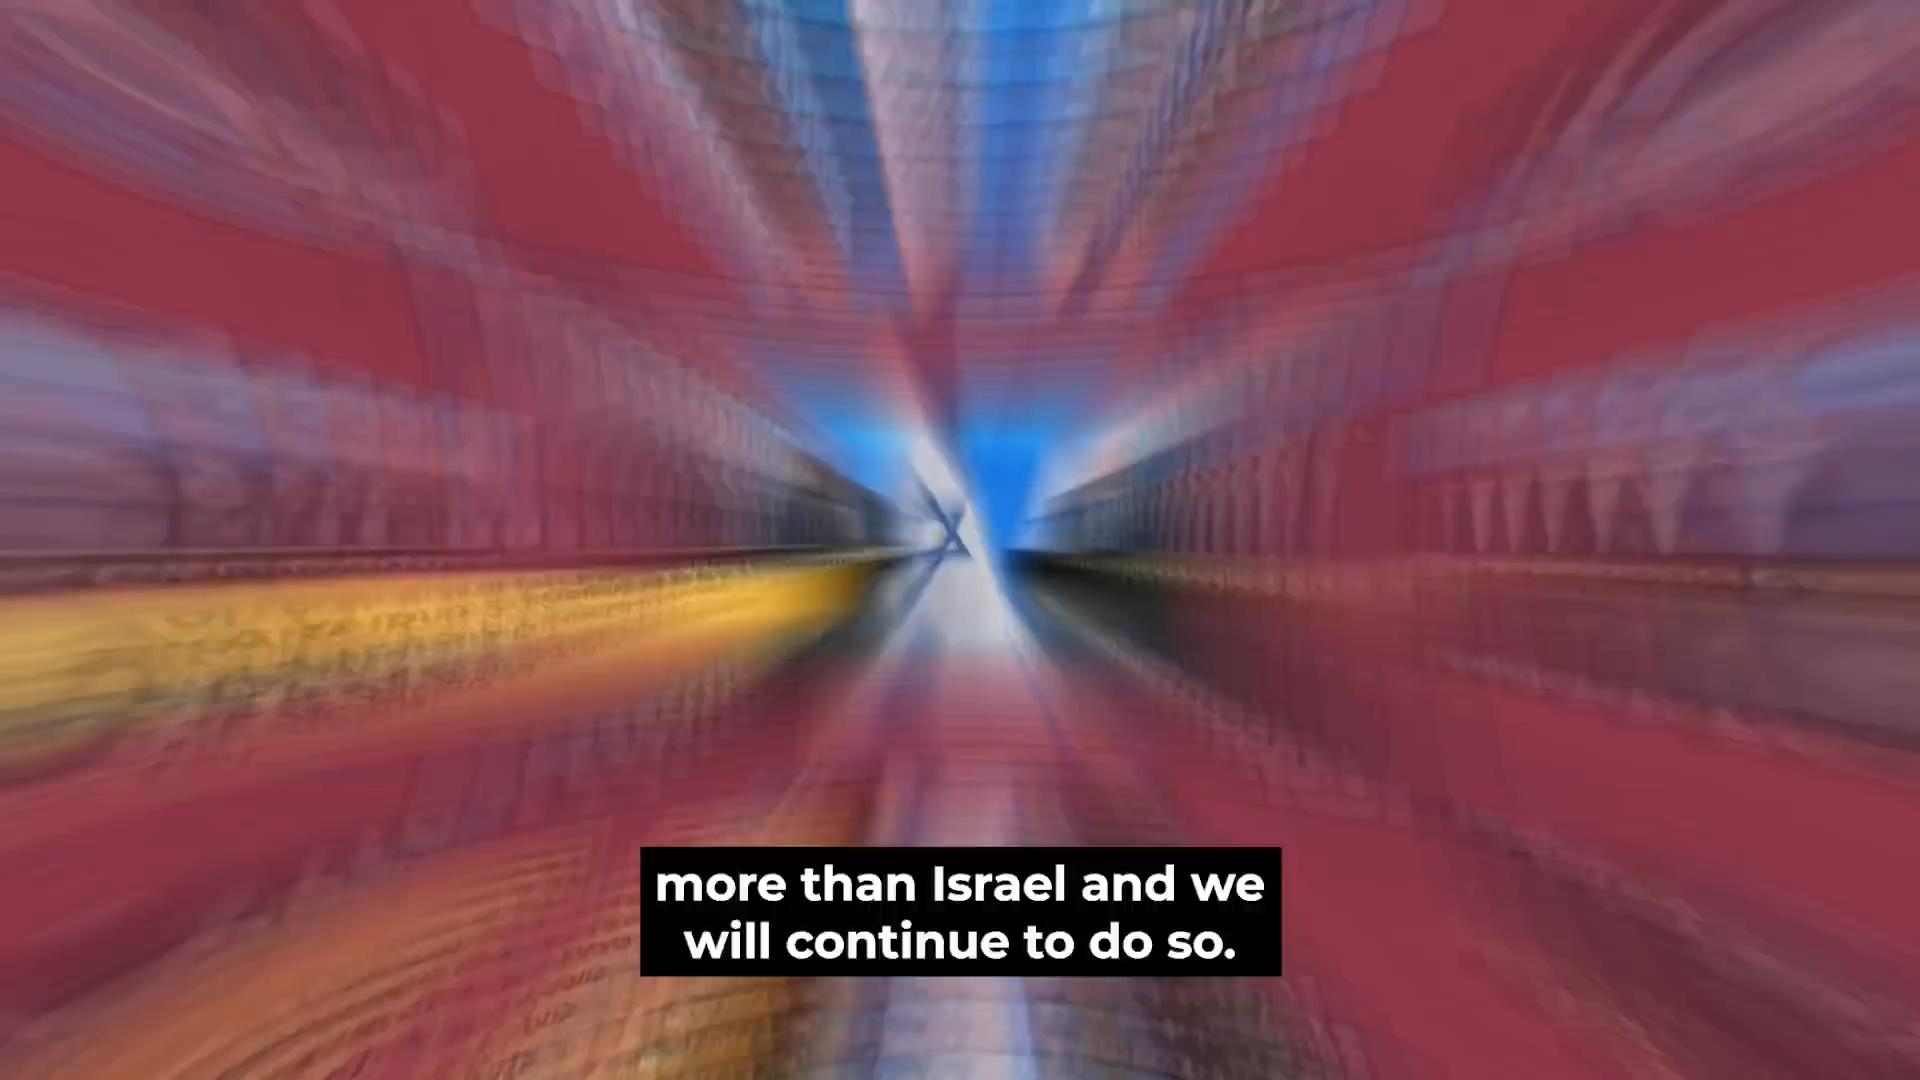 more than Israel and we
will continue to do so.